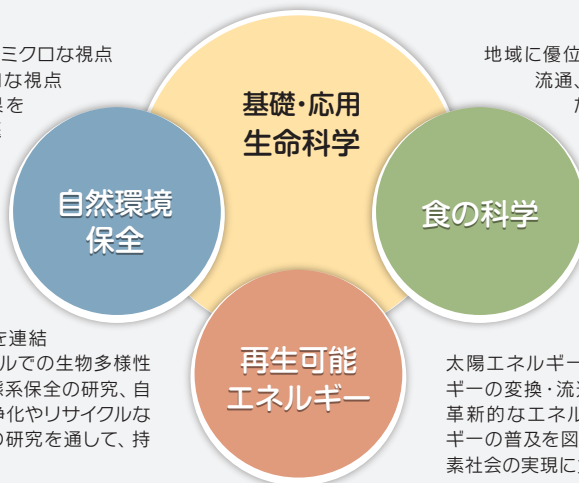 ミクロな視点
な視点
を
基礎・応用
生命科学
地域に優位
流通、
自然環境
保全
食の科学
再生可能
エネルギー
を連結
ルでの生物多様性
態系保全の研究、自
浄化やリサイクルな
の研究を通して、持
太陽エネルギー
ギーの変換・流
革新的なエネル
ギーの普及を図
素社会の実現に